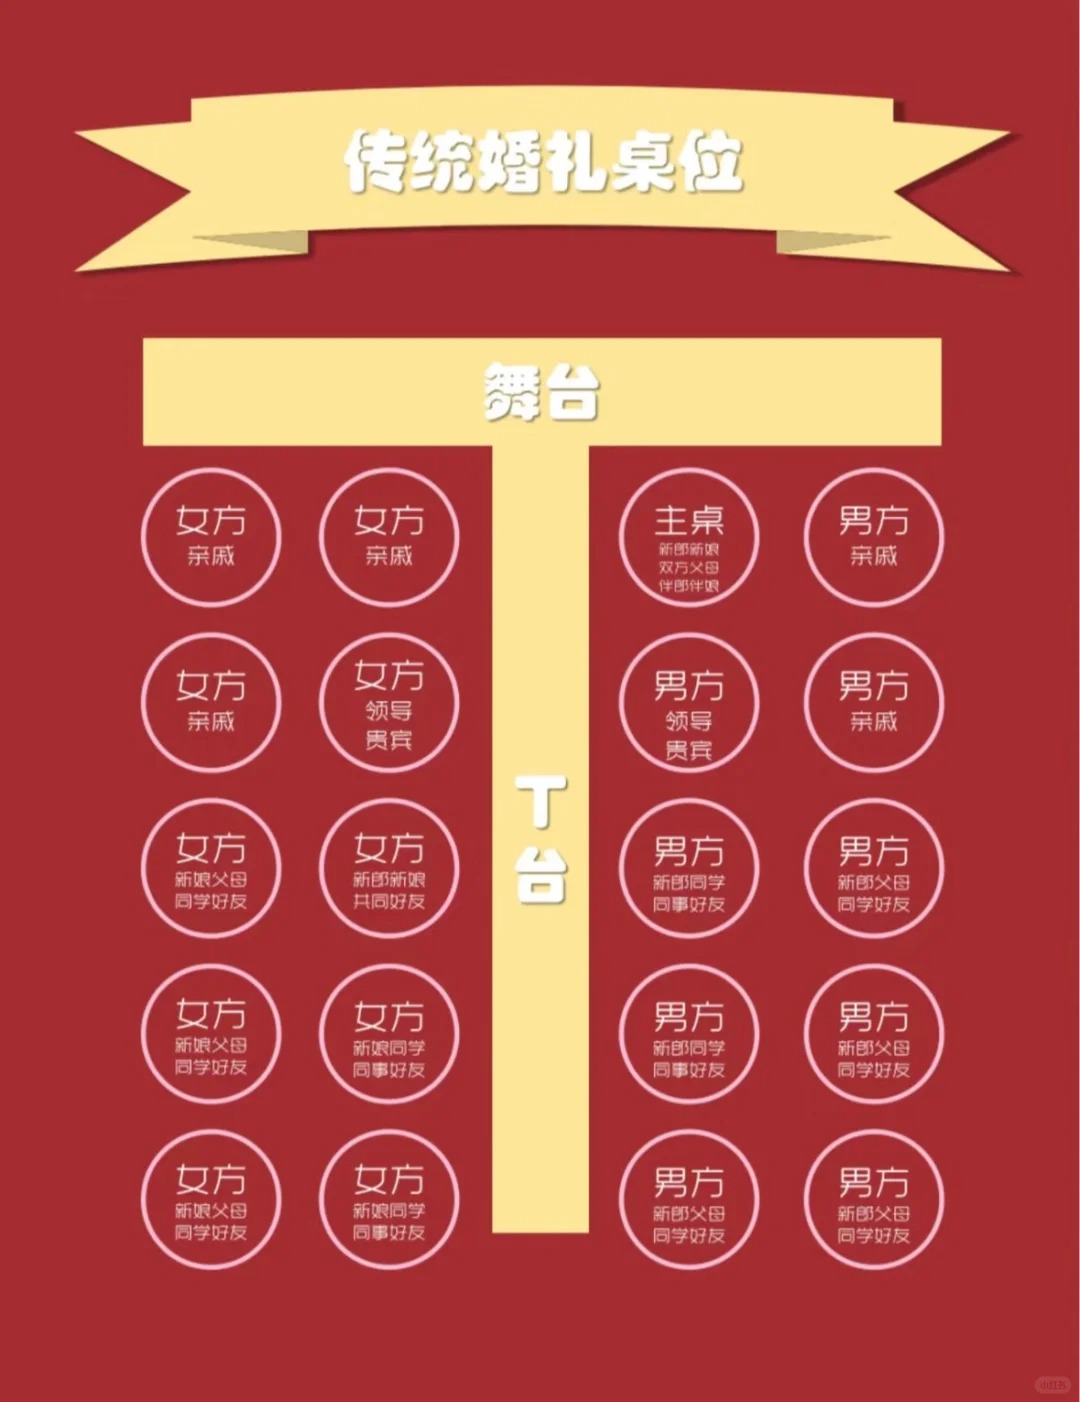 传统婚礼桌位
舞台
女方
亲戚
女方
亲戚
主桌
新郎新娘
双方父母
伴郎伴娘
男方
亲戚
女方
亲戚
女方
领导
贵宾
男方
领导
贵宾
男方
亲戚
T
台
女方
新娘父母
同学好友
女方
新郎新娘
共同好友
男方
新郎同学
同事好友
男方
新郎父母
同学好友
女方
新娘父母
同学好友
女方
新娘同学
同事好友
男方
新郎同学
同事好友
男方
新郎父母
同学好友
女方
新娘父母
同学好友
女方
新娘同学
同事好友
男方
新郎父母
同学好友
男方
新郎父母
同学好友
小红书